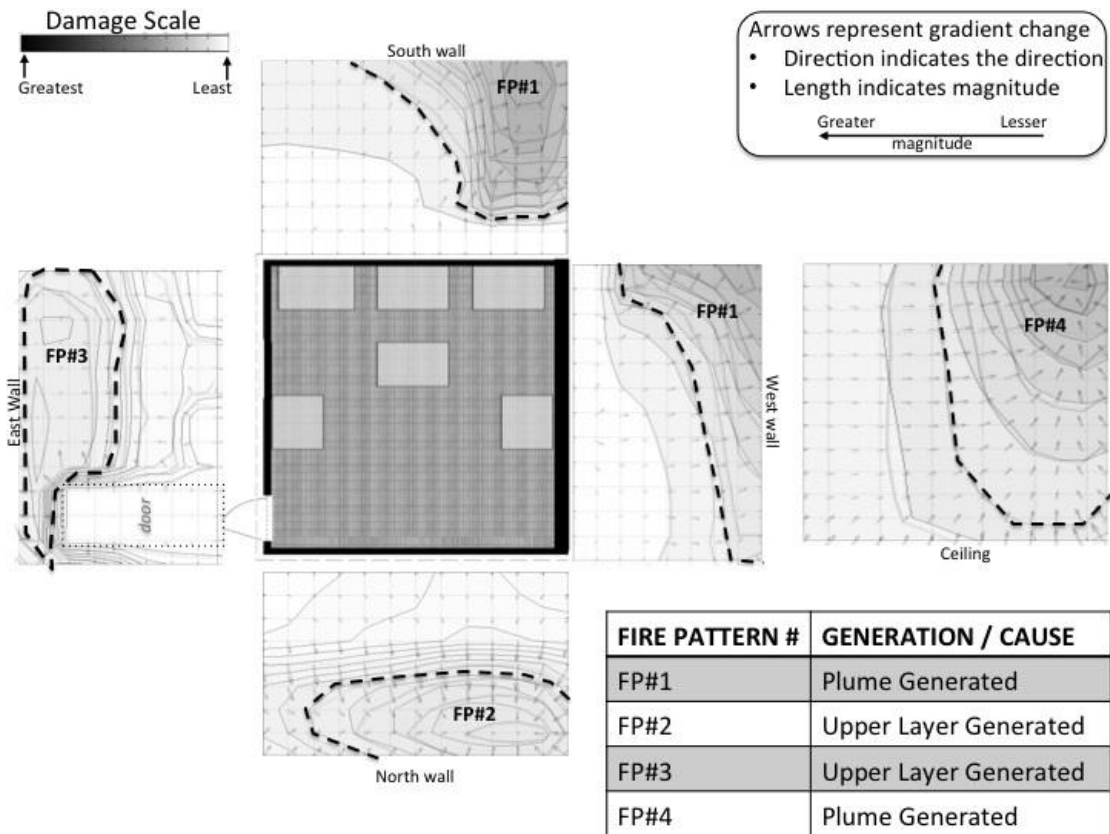 Damage Scale
Greatest
Least
South wall
FP#1
Arrows represent gradient change
• Direction indicates the direction
• Length indicates magnitude
Greater
Lesser
magnitude
FP#3
East Wall
door
FP#1
West wall
FP#4
Ceiling
FP#2
North wall
FIRE PATTERN # GENERATION / CAUSE
FP#1 Plume Generated
FP#2 Upper Layer Generated
FP#3 Upper Layer Generated
FP#4 Plume Generated